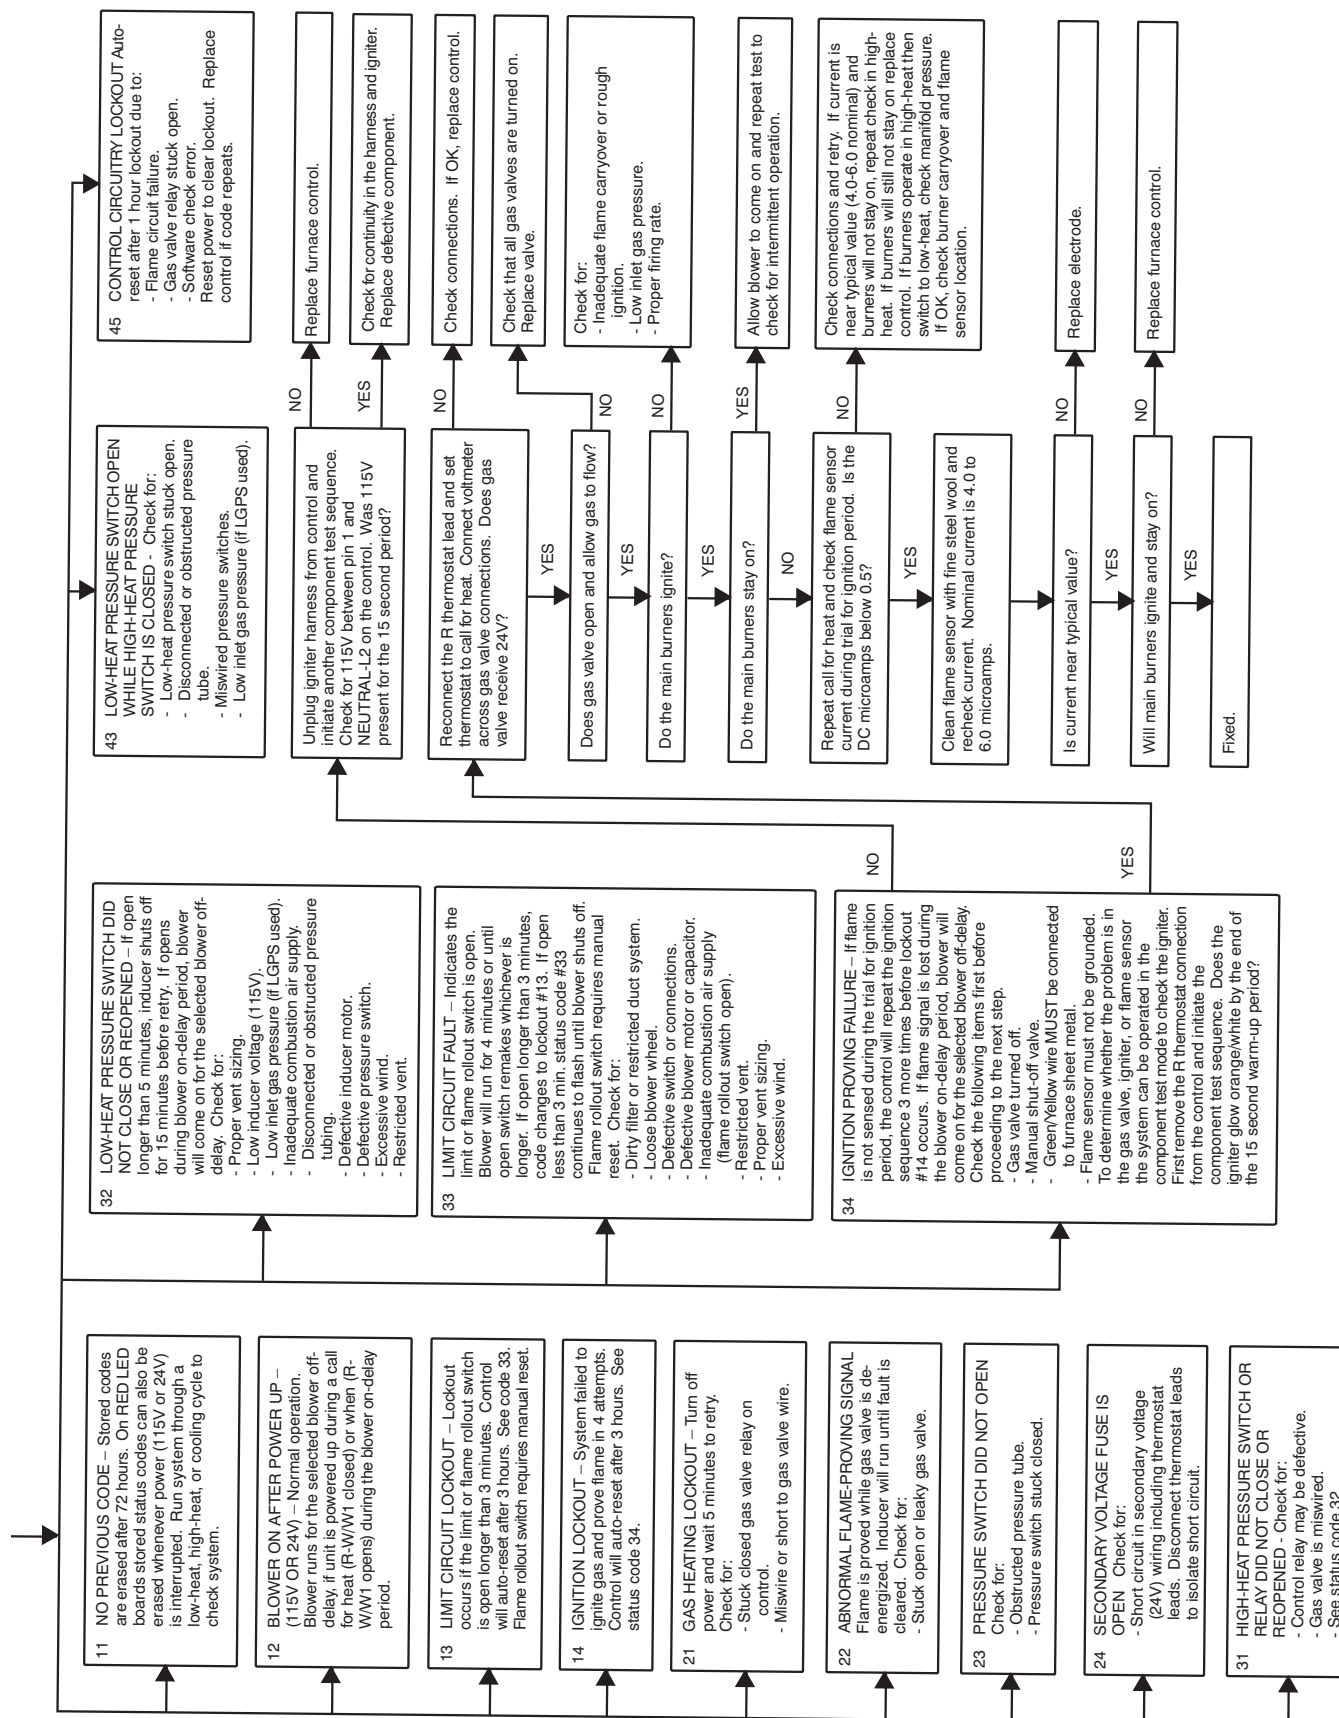 11 NO PREVIOUS CODE – Stored codes
are erased after 72 hours. On RED LED
boards stored status codes can also be
erased whenever power (115V or 24V)
is interrupted. Run system through a
low-heat, high-heat, or cooling cycle to
check system.
12 BLOWER ON AFTER POWER UP –
(115V OR 24V) – Normal operation.
Blower runs for the selected blower off-
delay, if unit is powered up during a call
for heat (R-W/W1 closed) or when (R-
W/W1 opens) during the blower on-delay
period.
13 LIMIT CIRCUIT LOCKOUT – Lockout
occurs if the limit or flame rollout switch
is open longer than 3 minutes. Control
will auto-reset after 3 hours. See code 33.
Flame rollout switch requires manual reset.
14 IGNITION LOCKOUT – System failed to
ignite gas and prove flame in 4 attempts.
Control will auto-reset after 3 hours. See
status code 34.
21 GAS HEATING LOCKOUT – Turn off
power and wait 5 minutes to retry.
Check for:
- Stuck closed gas valve relay on
control.
- Miswire or short to gas valve wire.
22 ABNORMAL FLAME-PROVING SIGNAL
Flame is proved while gas valve is de-
energized. Inducer will run until fault is
cleared. Check for:
- Stuck open or leaky gas valve.
23 PRESSURE SWITCH DID NOT OPEN
Check for:
- Obstructed pressure tube.
- Pressure switch stuck closed.
24 SECONDARY VOLTAGE FUSE IS
OPEN Check for:
- Short circuit in secondary voltage
(24V) wiring including thermostat
leads. Disconnect thermostat leads
to isolate short circuit.
31 HIGH-HEAT PRESSURE SWITCH OR
RELAY DID NOT CLOSE OR
REOPENED - Check for:
- Control relay may be defective.
- Gas valve is miswired.
- See status code 32
32 LOW-HEAT PRESSURE SWITCH DID
NOT CLOSE OR REOPENED – If open
longer than 5 minutes, inducer shuts off
for 15 minutes before retry. If opens
during blower on-delay period, blower
will come on for the selected blower off-
delay. Check for:
- Proper vent sizing.
- Low inducer voltage (115V).
- Low inlet gas pressure (if LGPS used).
- Inadequate combustion air supply.
- Disconnected or obstructed pressure
tubing.
- Defective inducer motor.
- Defective pressure switch.
- Excessive wind.
- Restricted vent.
33 LIMIT CIRCUIT FAULT – Indicates the
limit or flame rollout switch is open.
Blower will run for 4 minutes or until
open switch remakes whichever is
longer. If open longer than 3 minutes,
code changes to lockout #13. If open
less than 3 min. status code #33
continues to flash until blower shuts off.
Flame rollout switch requires manual
reset. Check for:
- Dirty filter or restricted duct system.
- Loose blower wheel.
- Defective switch or connections.
- Defective blower motor or capacitor.
- Inadequate combustion air supply
(flame rollout switch open).
- Restricted vent.
- Proper vent sizing.
- Excessive wind.
34 IGNITION PROVING FAILURE – If flame
is not sensed during the trial for ignition
period, the control will repeat the ignition
sequence 3 more times before lockout
#14 occurs. If flame signal is lost during
the blower on-delay period, blower will
come on for the selected blower off-delay.
Check the following items first before
proceeding to the next step.
- Gas valve turned off.
- Manual shut-off valve.
- Green/Yellow wire MUST be connected
to furnace sheet metal.
- Flame sensor must not be grounded.
To determine whether the problem is in
the gas valve, igniter, or flame sensor
the system can be operated in the
component test mode to check the igniter.
First remove the R thermostat connection
from the control and initiate the
component test sequence. Does the
igniter glow orange/white by the end of
the 15 second warm-up period?
NO
YES
43 LOW-HEAT PRESSURE SWITCH OPEN
WHILE HIGH-HEAT PRESSURE
SWITCH IS CLOSED - Check for:
- Low-heat pressure switch stuck open.
- Disconnected or obstructed pressure
tube.
- Miswired pressure switches.
- Low inlet gas pressure (if LGPS used).
45 CONTROL CIRCUITRY LOCKOUT Auto-
reset after 1 hour lockout due to:
- Flame circuit failure.
- Gas valve relay stuck open.
- Software check error.
Reset power to clear lockout. Replace
control if code repeats.
Unplug igniter harness from control and
initiate another component test sequence.
Check for 115V between pin 1 and
NEUTRAL-L2 on the control. Was 115V
present for the 15 second period?
NO
Replace furnace control.
YES
Check for continuity in the harness and igniter.
Replace defective component.
Reconnect the R thermostat lead and set
thermostat to call for heat. Connect voltmeter
across gas valve connections. Does gas
valve receive 24V?
NO
Check connections. If OK, replace control.
YES
Does gas valve open and allow gas to flow?
NO
Check that all gas valves are turned on.
Replace valve.
YES
Do the main burners ignite?
NO
Check for:
- Inadequate flame carryover or rough
ignition.
- Low inlet gas pressure.
- Proper firing rate.
YES
Do the main burners stay on?
YES
Allow blower to come on and repeat test to
check for intermittent operation.
NO
Repeat call for heat and check flame sensor
current during trial for ignition period. Is the
DC microamps below 0.5?
NO
Check connections and retry. If current is
near typical value (4.0-6.0 nominal) and
burners will not stay on, repeat check in high-
heat. If burners will still not stay on replace
control. If burners operate in high-heat then
switch to low-heat, check manifold pressure.
If OK, check burner carryover and flame
sensor location.
YES
Clean flame sensor with fine steel wool and
recheck current. Nominal current is 4.0 to
6.0 microamps.
Is current near typical value?
NO
Replace electrode.
YES
Will main burners ignite and stay on?
NO
Replace furnace control.
YES
Fixed.